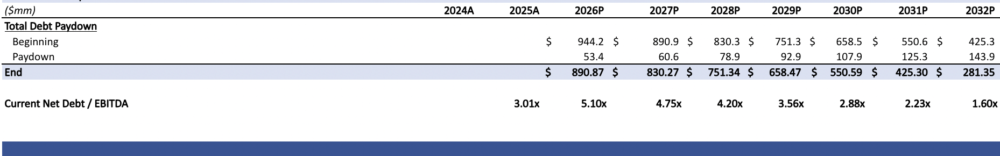 ($mm) 2024A 2025A 2026P 2027P 2028P 2029P 2030P 2031P 2032P
Total Debt Paydown
Beginning $ 944.2 $ 890.9 $ 830.3 $ 751.3 $ 658.5 $ 550.6 $ 425.3
Paydown 53.4 60.6 78.9 92.9 107.9 125.3 143.9
End $ 890.87 $ 830.27 $ 751.34 $ 658.47 $ 550.59 $ 425.30 $ 281.35
Current Net Debt / EBITDA 3.01x 5.10x 4.75x 4.20x 3.56x 2.88x 2.23x 1.60x